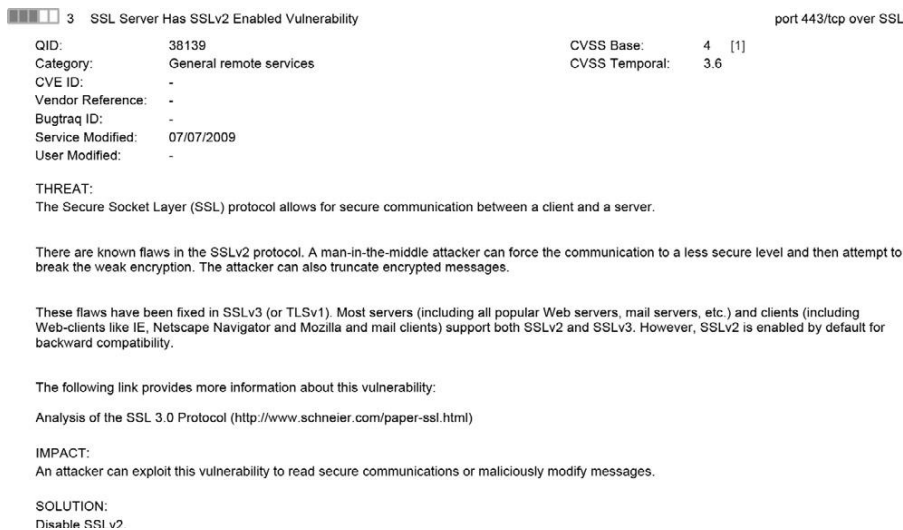 3 SSL Server Has SSLv2 Enabled Vulnerability port 443/tcp over SSL
QID: 38139 CVSS Base: 4 [1]
Category: General remote services CVSS Temporal: 3.6
CVE ID: -
Vendor Reference: -
Bugtraq ID: -
Service Modified: 07/07/2009
User Modified: -
THREAT:
The Secure Socket Layer (SSL) protocol allows for secure communication between a client and a server.
There are known flaws in the SSLv2 protocol. A man-in-the-middle attacker can force the communication to a less secure level and then attempt to
break the weak encryption. The attacker can also truncate encrypted messages.
These flaws have been fixed in SSLv3 (or TLSv1). Most servers (including all popular Web servers, mail servers, etc.) and clients (including
Web-clients like IE, Netscape Navigator and Mozilla and mail clients) support both SSLv2 and SSLv3. However, SSLv2 is enabled by default for
backward compatibility.
The following link provides more information about this vulnerability:
Analysis of the SSL 3.0 Protocol (http://www.schneier.com/paper-ssl.html)
IMPACT:
An attacker can exploit this vulnerability to read secure communications or maliciously modify messages.
SOLUTION:
Disable SSLv2.